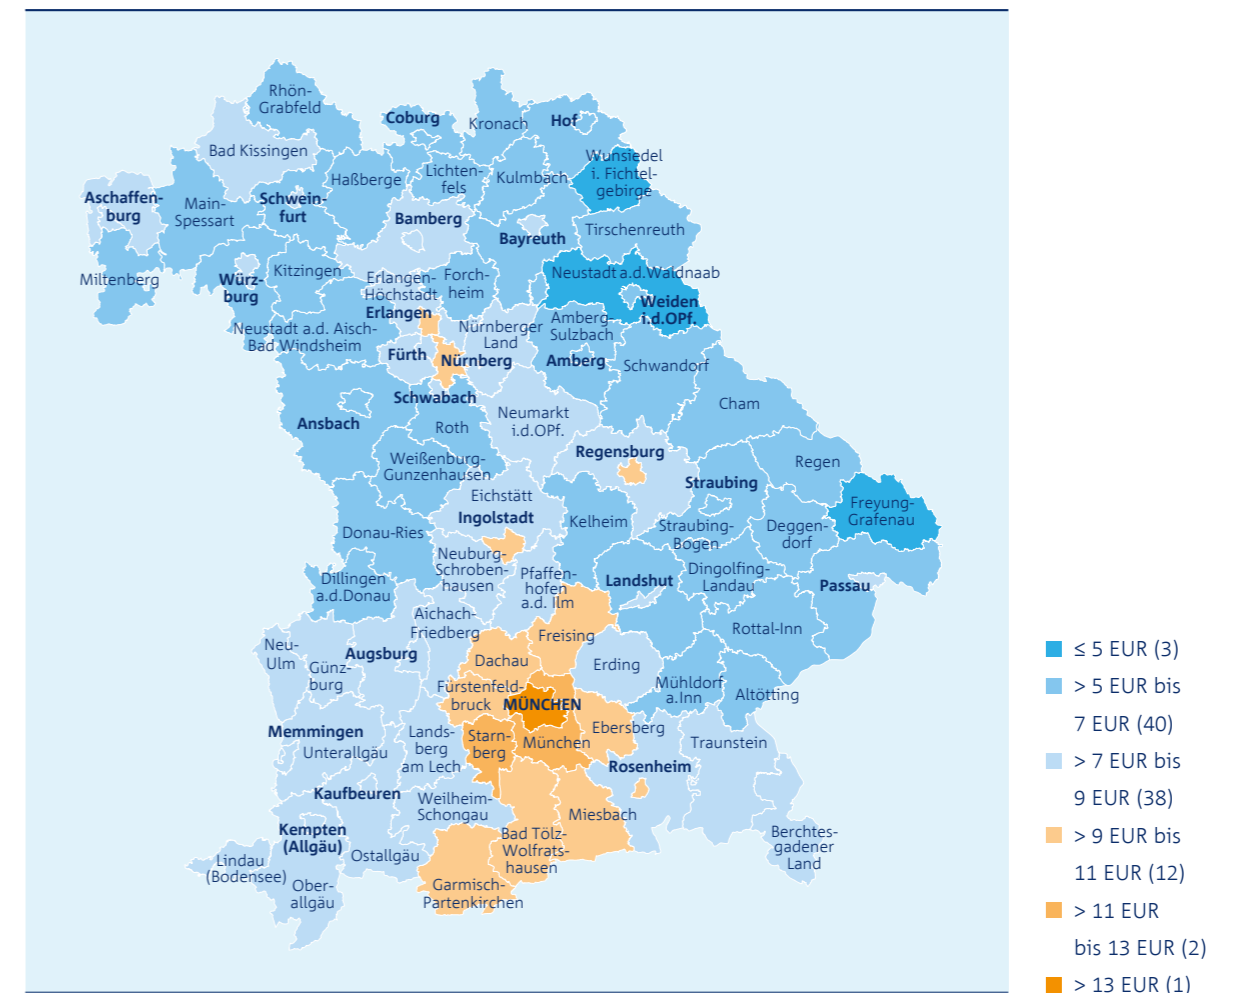 Rhön-
Grabfeld
Coburg
Kronach
Hof
Bad Kissingen
Wunsiedel
i. Fichtel-
gebirge
Haßberge
Lichten-
fels
Kulmbach
Aschaffen-
burg
Main-
Spessart
Schwein-
furt
Bamberg
Bayreuth
Tirschenreuth
Miltenberg
Würz-
burg
Kitzingen
Erlangen-
Höchstadt
Forch-
heim
Neustadt a.d.Waldnaab
Weiden
i.d.OPf.
Erlangen
Neustadt a.d. Aisch-
Bad Windsheim
Nürnberger
Land
Amberg-
Sulzbach
Fürth
Nürnberg
Amberg
Schwandorf
Schwabach
Ansbach
Roth
Neumarkt
i.d.OPf.
Cham
Weißenburg-
Gunzenhausen
Regensburg
Regen
Straubing
Eichstätt
Ingolstadt
Kelheim
Freyung-
Grafenau
Donau-Ries
Straubing-
Bogen
Deggen-
dorf
Neuburg-
Schroben-
hausen
Pfaffen-
hofen
a.d. Ilm
Dillingen
a.d.Donau
Landshut
Dingolfing-
Landau
Passau
Aichach-
Friedberg
Freising
Rottal-Inn
Neu-
Ulm
Günz-
burg
Augsburg
Dachau
Erding
Fürstenfeld-
bruck
MÜNCHEN
Mühldorf
a.Inn
Altötting
Memmingen
Unterallgäu
Lands-
berg
am Lech
Starn-
berg
München
Ebersberg
Traunstein
Rosenheim
Kaufbeuren
Weilheim-
Schongau
Miesbach
Kempten
(Allgäu)
Bad Tölz-
Wolfrats-
hausen
Berchtes-
gadener
Land
Lindau
(Bodensee)
Ostallgäu
Ober-
allgäu
Garmisch-
Partenkirchen
≤ 5 EUR (3)
> 5 EUR bis
7 EUR (40)
> 7 EUR bis
9 EUR (38)
> 9 EUR bis
11 EUR (12)
> 11 EUR
bis 13 EUR (2)
> 13 EUR (1)